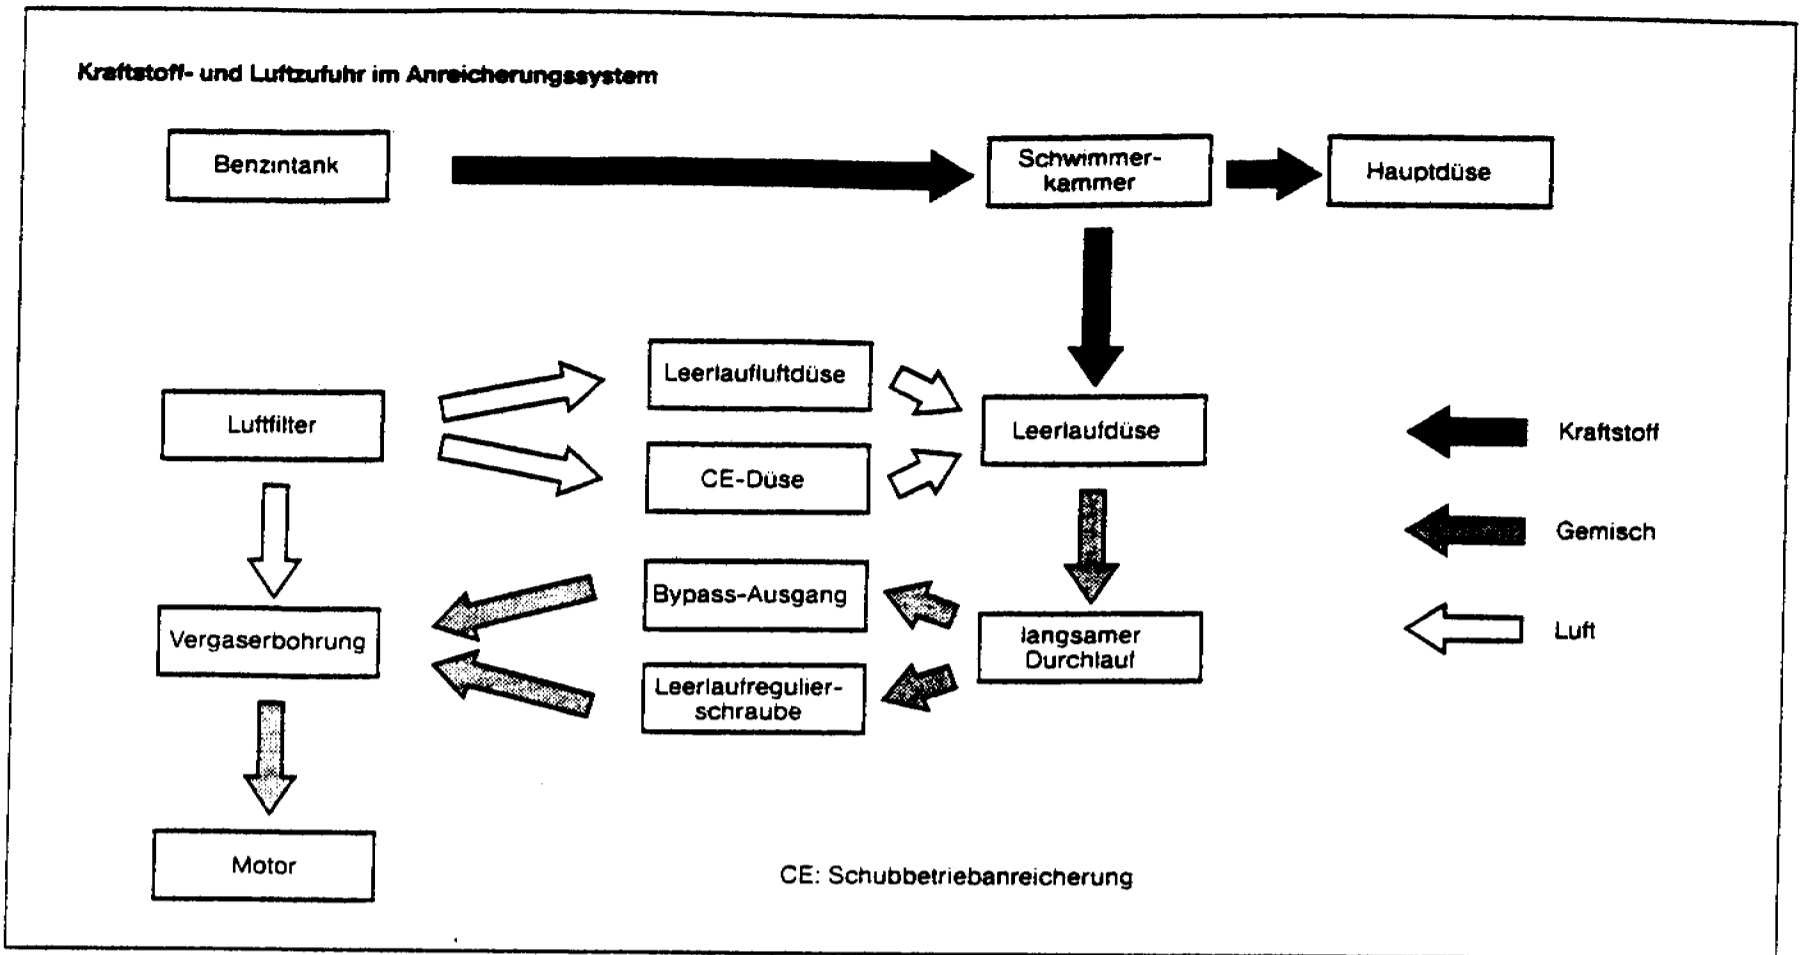 Kraftstoff- und Luftzufuhr im Anreicherungssystem
Benzintank
Schwimmer-
kammer
Hauptdüse
Leerlaufluftdüse
Luftfilter
Leerlaufdüse
Kraftstoff
CE-Düse
Gemisch
Bypass-Ausgang
Vergaserbohrung
langsamer
Durchlauf
Luft
Leerlaufregulier-
schraube
Motor
CE: Schubbetriebanreicherung